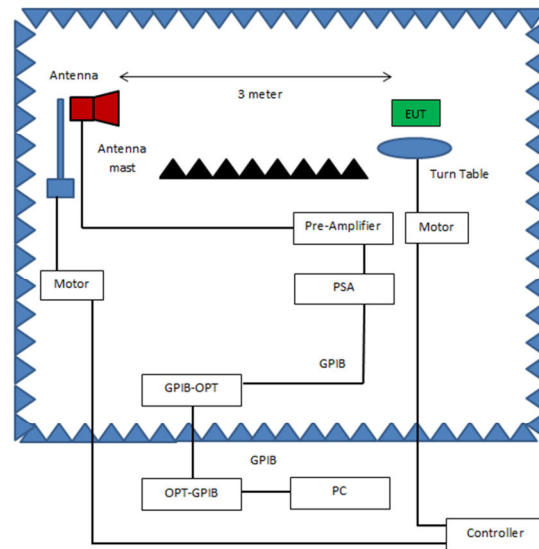 Antenna
3 meter
EUT
Antenna
mast
Turn Table
Pre-Amplifier
Motor
Motor
PSA
GPIB
GPIB-OPT
GPIB
OPT-GPIB
PC
Controller